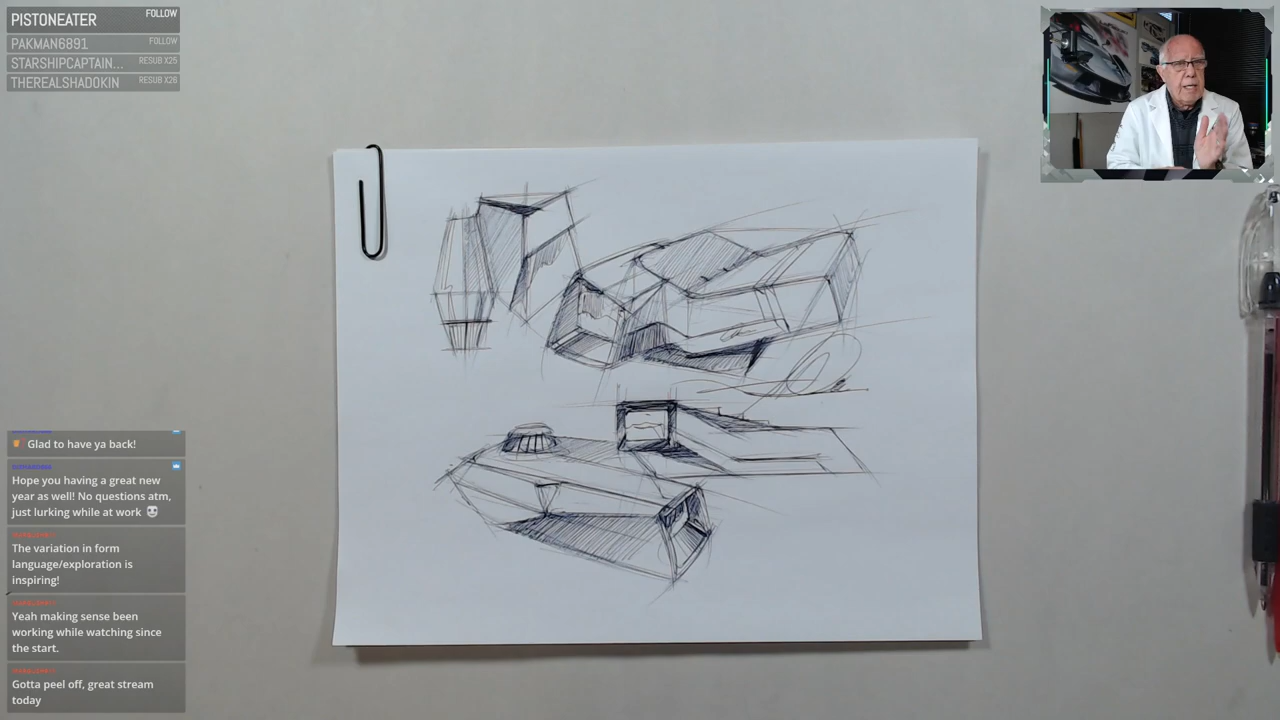 PISTONEATER FOLLOW
PAKMAN6891 FOLLOW
STARSHIPCAPTAIN... RESUB X25
THEREALSHADOKIN RESUB X26
Glad to have ya back!
Hope you having a great new
year as well! No questions atm,
just lurking while at work
The variation in form
language/exploration is
inspiring!
Yeah making sense been
working while watching since
the start.
Gotta peel off, great stream
today